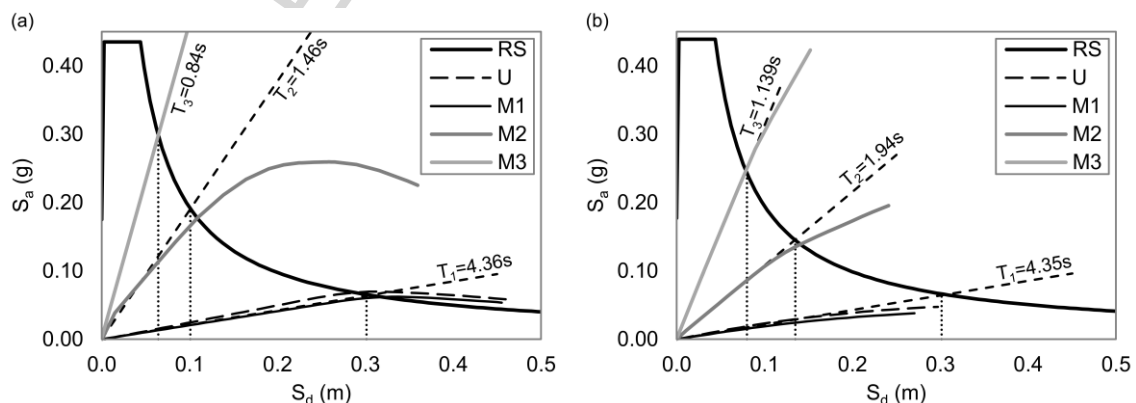 (a)
0.40
0.30
0.20
0.10
0.00
Sa (g)
0.0 0.1 0.2 0.3 0.4 0.5
Sd (m)
T3=0.84s
T2=1.46s
T1=4.36s
RS
U
M1
M2
M3
(b)
0.40
0.30
0.20
0.10
0.00
Sa (g)
0.0 0.1 0.2 0.3 0.4 0.5
Sd (m)
T3=1.139s
T2=1.94s
T1=4.35s
RS
U
M1
M2
M3